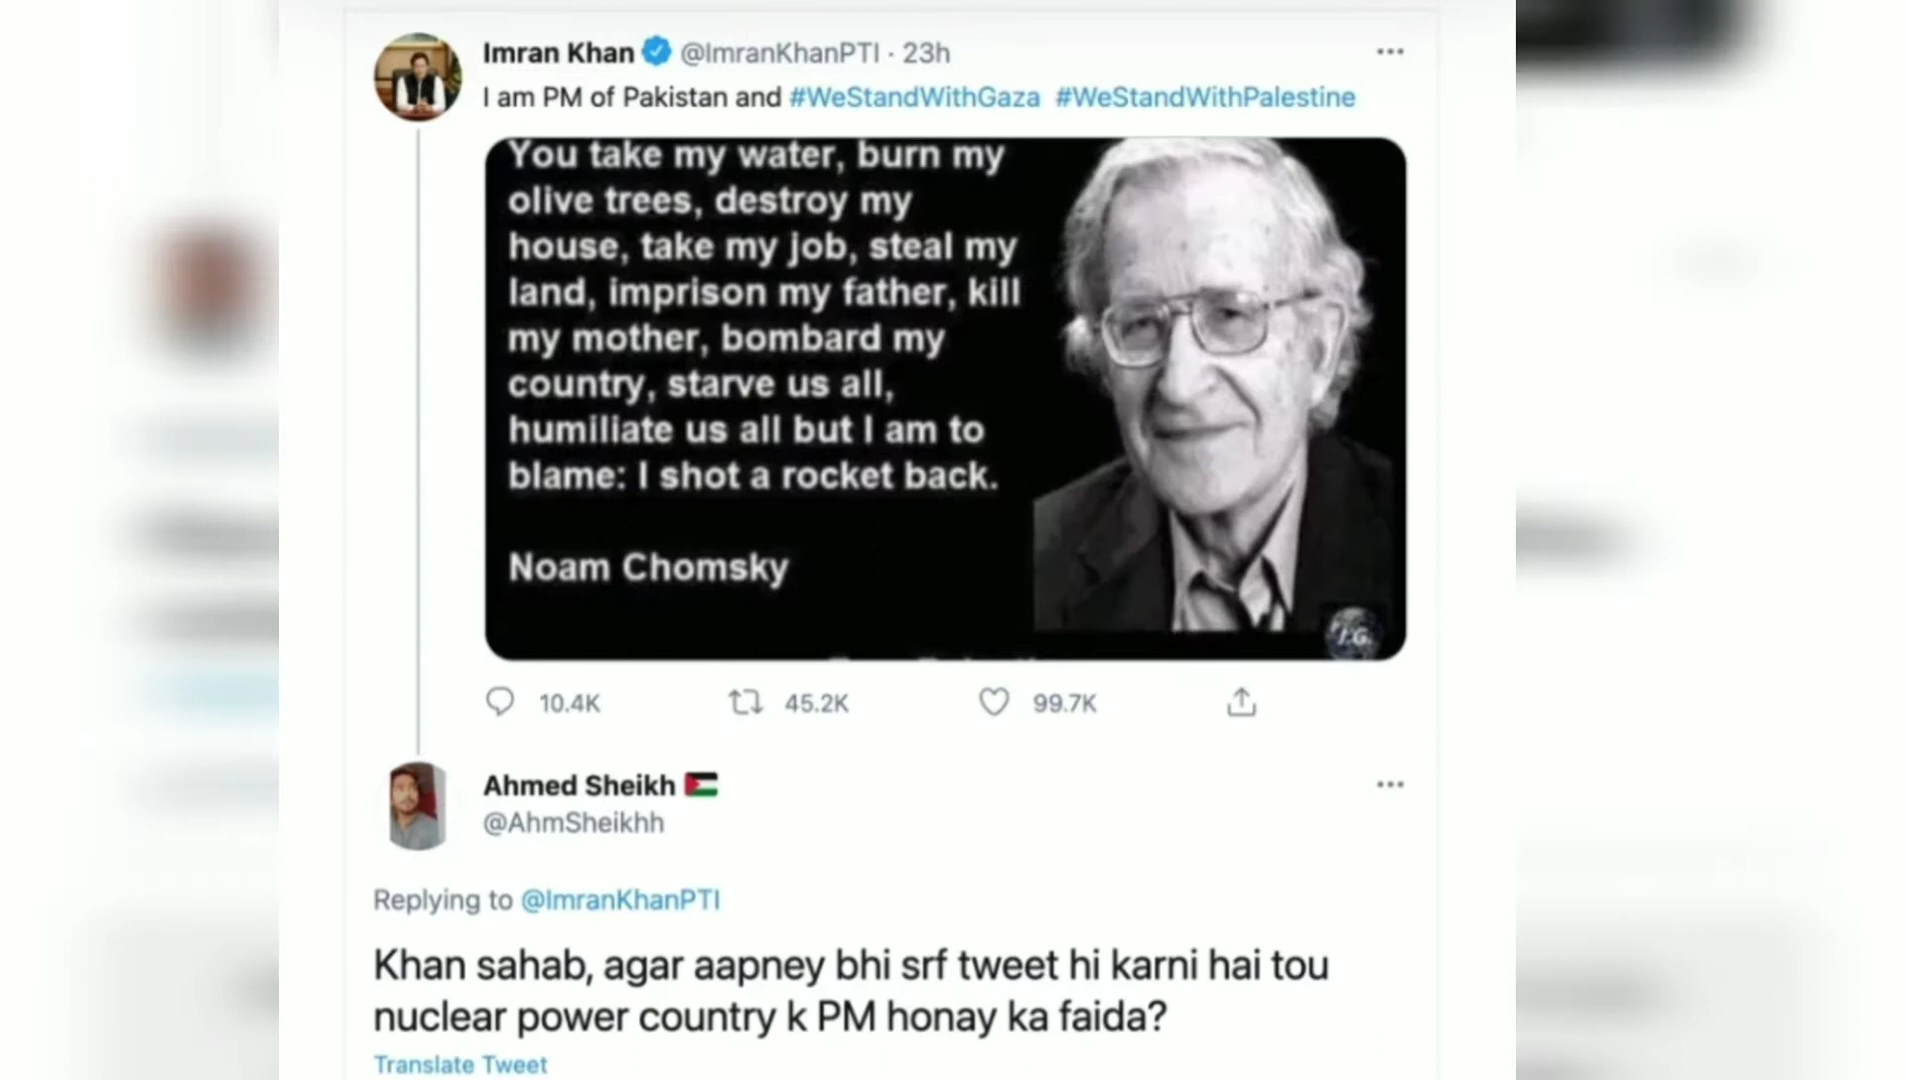 Imran Khan @ImranKhanPTI · 23h
I am PM of Pakistan and #WeStandWithGaza #WeStandWithPalestine
You take my water, burn my
olive trees, destroy my
house, take my job, steal my
land, imprison my father, kill
my mother, bombard my
country, starve us all,
humiliate us all but I am to
blame: I shot a rocket back.
Noam Chomsky
I.G.
10.4K 45.2K 99.7K
Ahmed Sheikh
@AhmSheikhh
Replying to @ImranKhanPTI
Khan sahab, agar aapney bhi srf tweet hi karni hai tou
nuclear power country k PM honay ka faida?
Translate Tweet